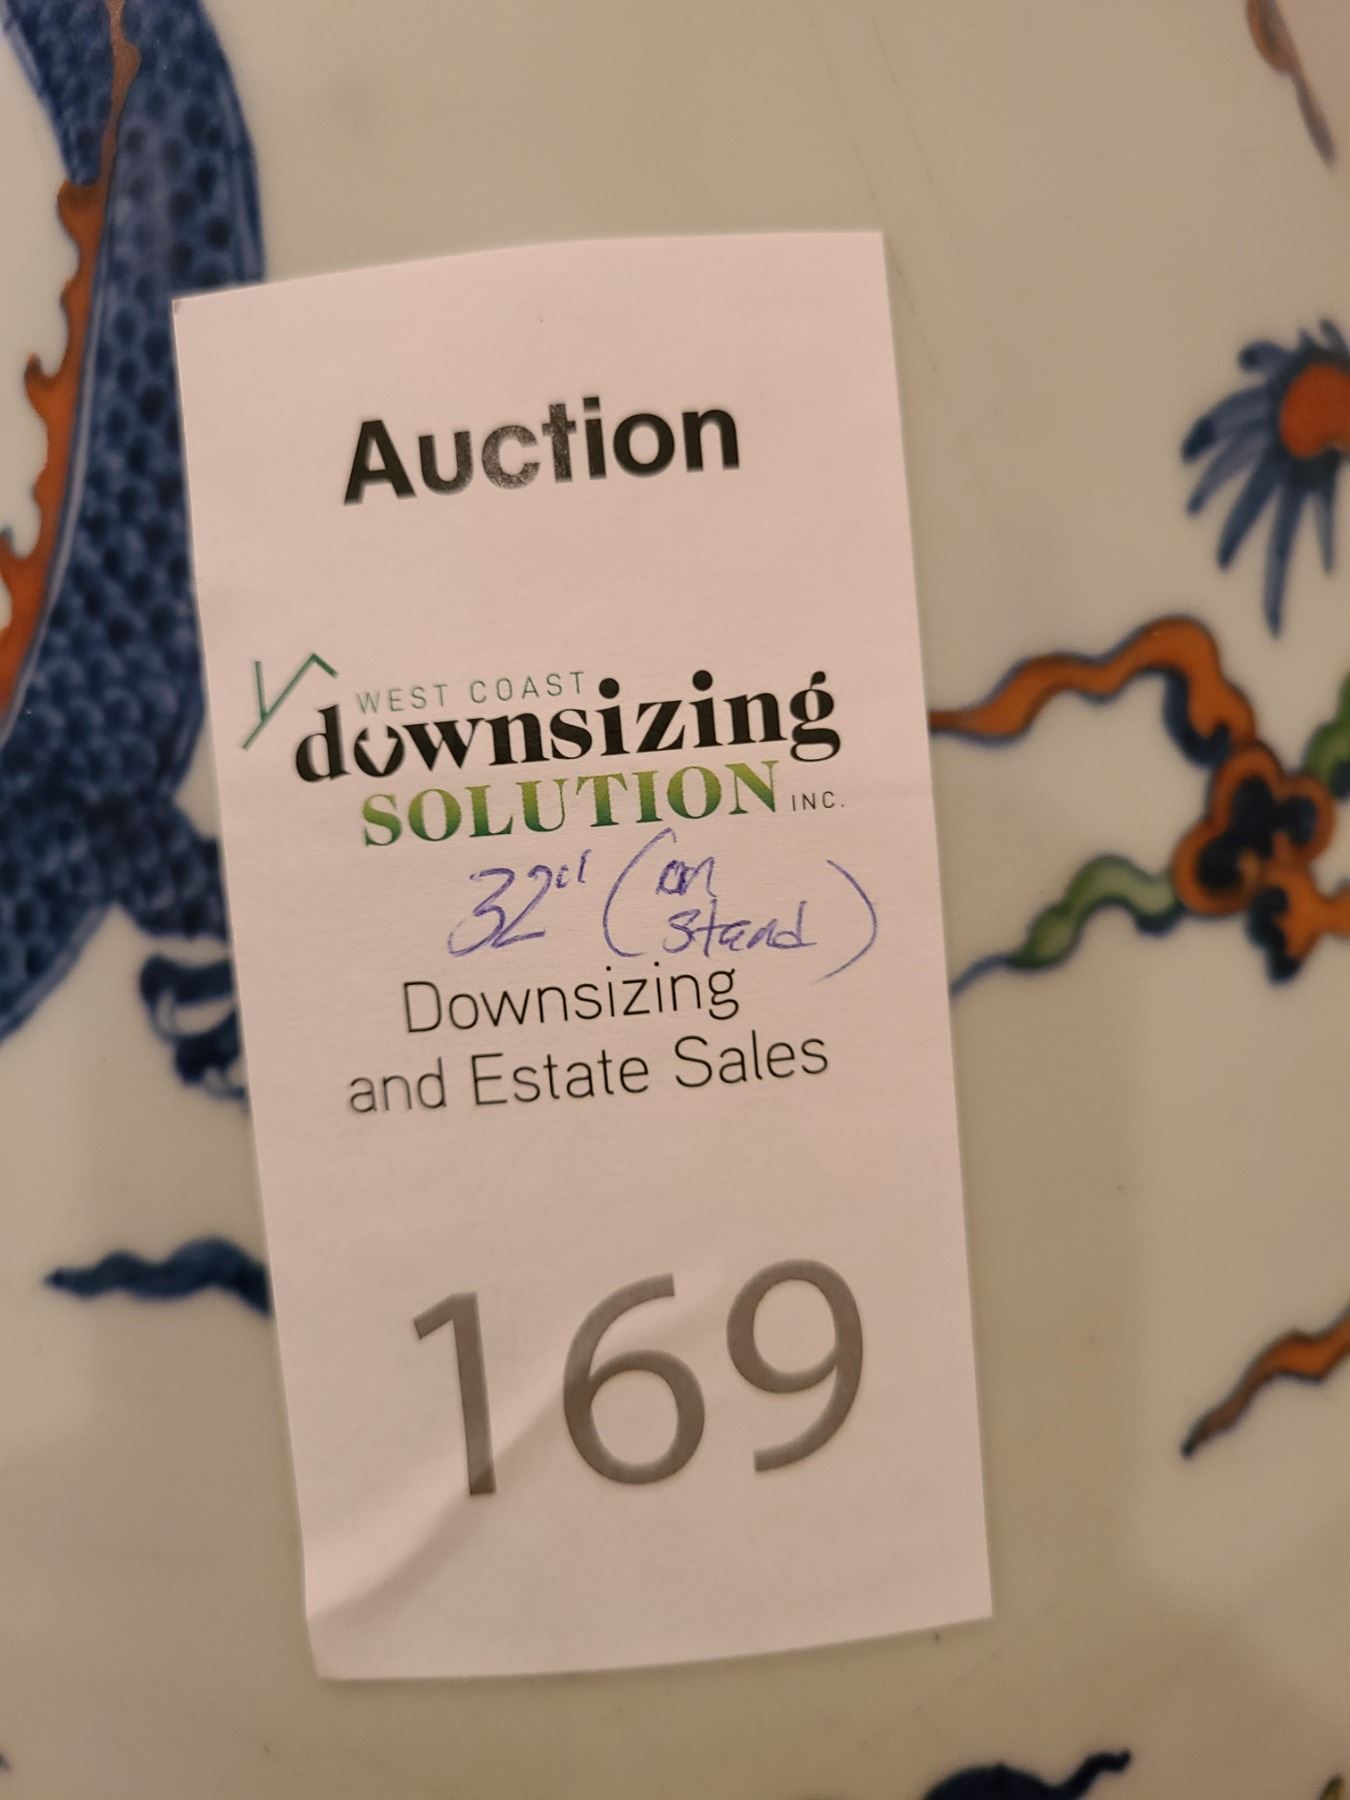 Auction
WEST COAST
downsizing
SOLUTION INC.
32" (on
stand)
Downsizing
and Estate Sales
169